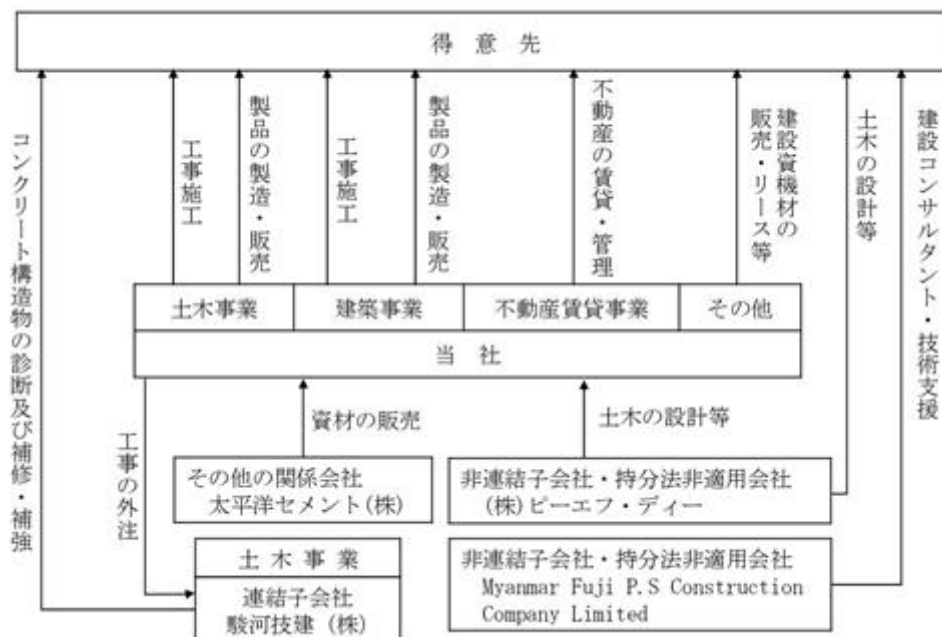 得意先
コンクリート構造物の診断及び補修・補強
工事施工
製品の製造・販売
工事施工
製品の製造・販売
不動産の賃貸・管理
建設資機材の
販売・リース等
土木の設計等
建設コンサルタント・技術支援
土木事業
建築事業
不動産賃貸事業
その他
当社
工事の外注
資材の販売
土木の設計等
その他の関係会社
太平洋セメント(株)
非連結子会社・持分法非適用会社
(株)ピーエフ・ディー
土木事業
連結子会社
駿河技建(株)
非連結子会社・持分法非適用会社
Myanmar Fuji P.S Construction
Company Limited